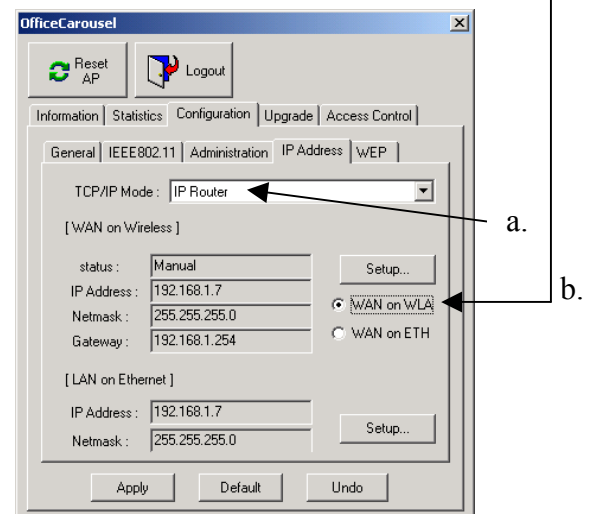 OfficeCarousel
Reset AP
Logout
Information Statistics Configuration Upgrade Access Control
General IEEE802.11 Administration IP Address WEP
TCP/IP Mode : IP Router
a.
[ WAN on Wireless ]
status : Manual Setup...
IP Address : 192.168.1.7 WAN on WLA b.
Netmask : 255.255.255.0
Gateway : 192.168.1.254 WAN on ETH
[ LAN on Ethernet ]
IP Address : 192.168.1.7
Netmask : 255.255.255.0 Setup...
Apply Default Undo